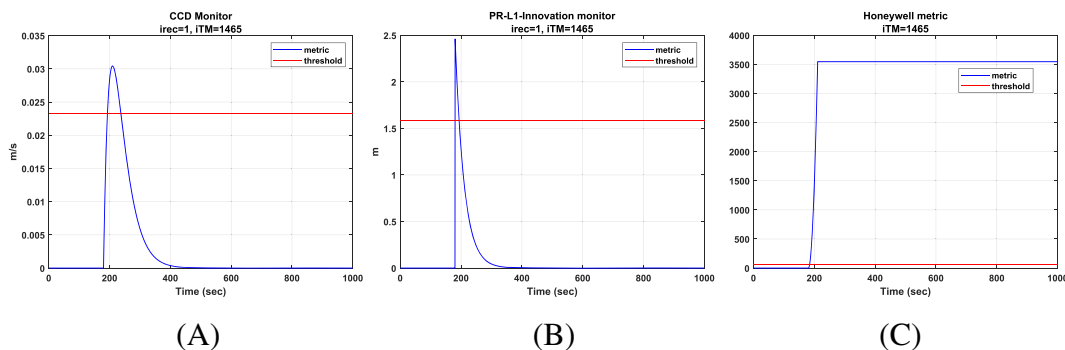 CCD Monitor
irec=1, iTM=1465
0.035
0.03
0.025
0.02
0.015
0.01
0.005
0
m/s
metric
threshold
0 200 400 600 800 1000
Time (sec)
(A)
PR-L1-Innovation monitor
irec=1, iTM=1465
2.5
2
1.5
1
0.5
0
m
metric
threshold
0 200 400 600 800 1000
Time (sec)
(B)
Honeywell metric
iTM=1465
4000
3500
3000
2500
2000
1500
1000
500
0
metric
threshold
0 200 400 600 800 1000
Time (sec)
(C)